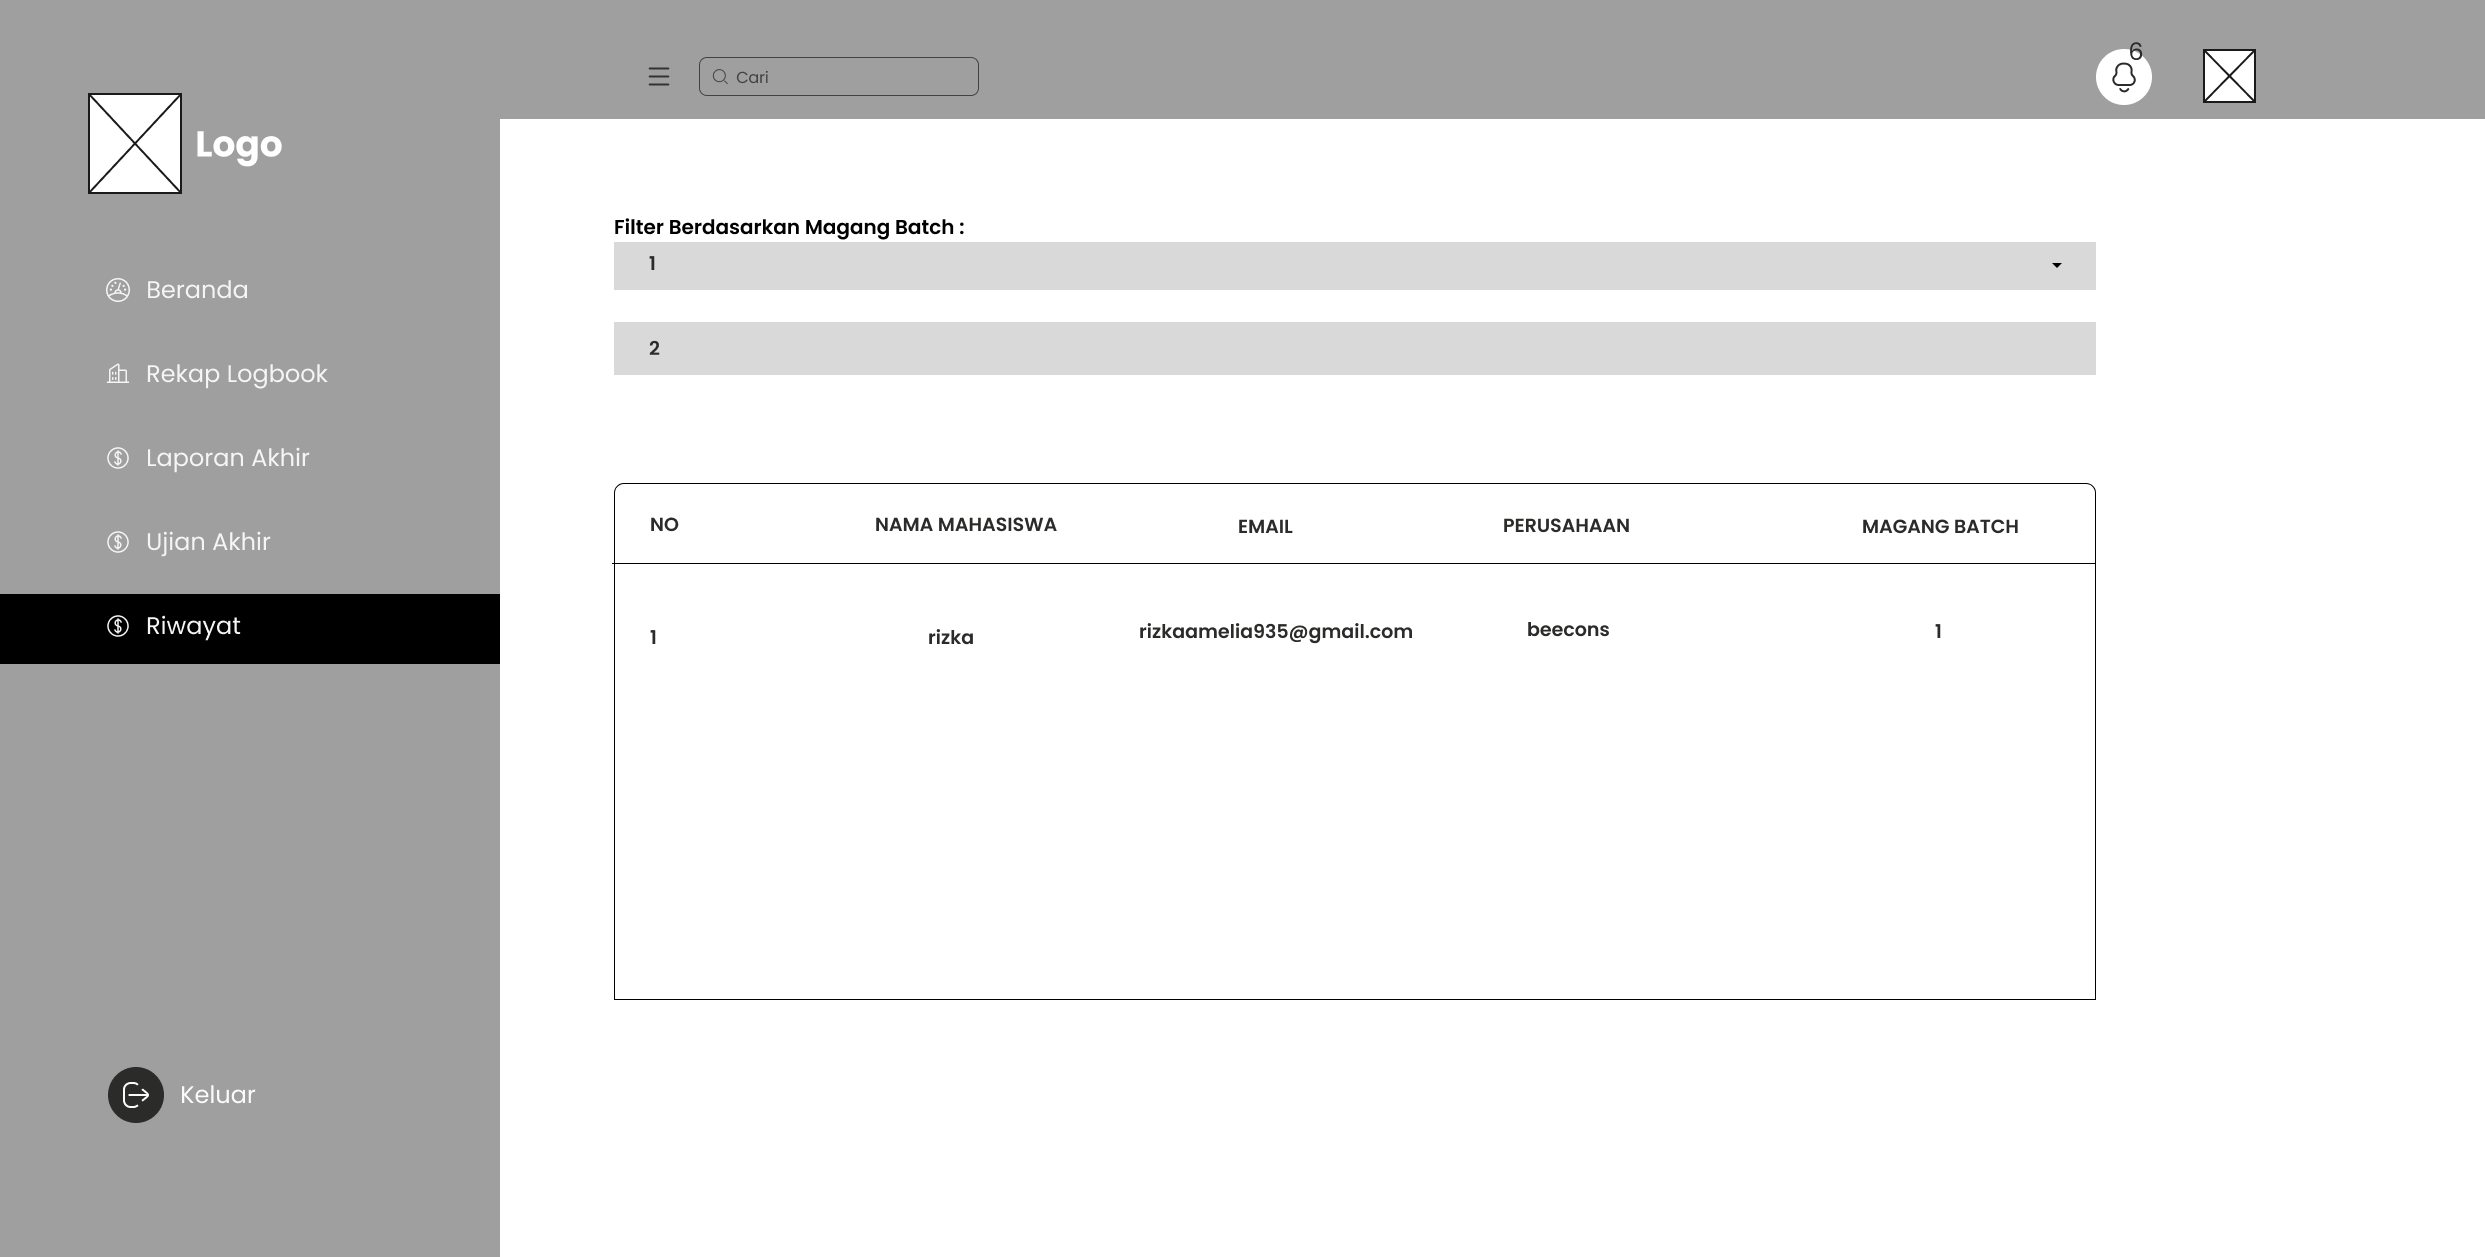 Cari
6
Logo
Beranda
Rekap Logbook
Laporan Akhir
Ujian Akhir
Riwayat
Keluar
Filter Berdasarkan Magang Batch :
1
2
NO NAMA MAHASISWA EMAIL PERUSAHAAN MAGANG BATCH
1 rizka rizkaamelia935@gmail.com beecons 1